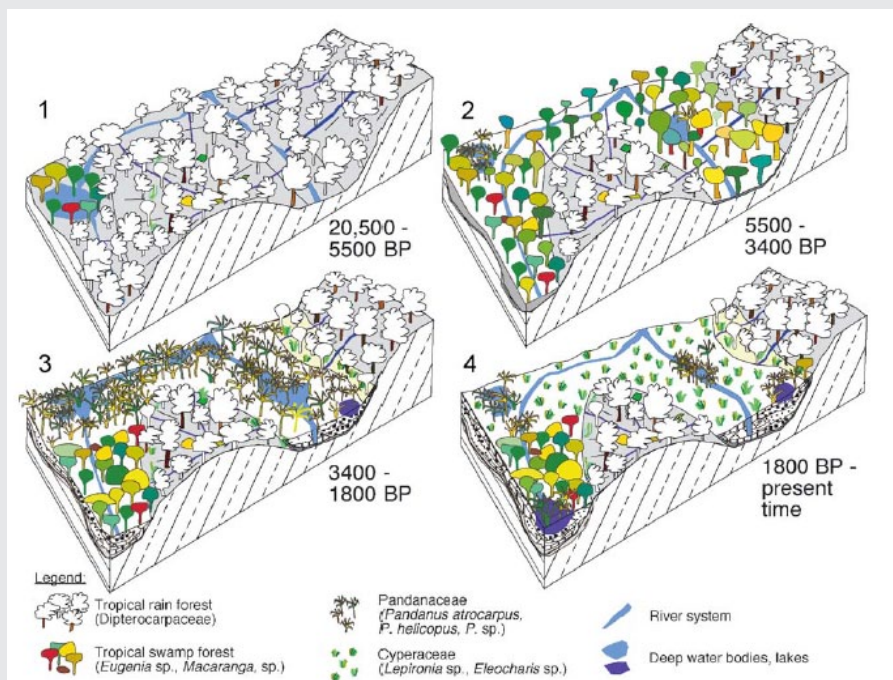 1
20,500 -
5500 BP
2
5500 -
3400 BP
3
3400 -
1800 BP
4
1800 BP -
present
time
Legend:
Tropical rain forest
(Dipterocarpaceae)
Tropical swamp forest
(Eugenia sp., Macaranga, sp.)
Pandanaceae
(Pandanus atrocarpus,
P. helicopus, P. sp.)
Cyperaceae
(Lepironia sp., Eleocharis sp.)
River system
Deep water bodies, lakes